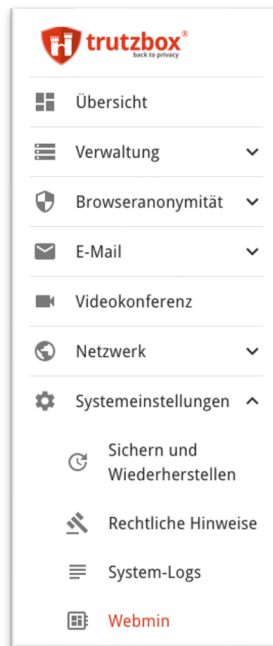 trutzbox®
back to privacy
Übersicht
Verwaltung
Browseranonymität
E-Mail
Videokonferenz
Netzwerk
Systemeinstellungen
Sichern und
Wiederherstellen
Rechtliche Hinweise
System-Logs
Webmin